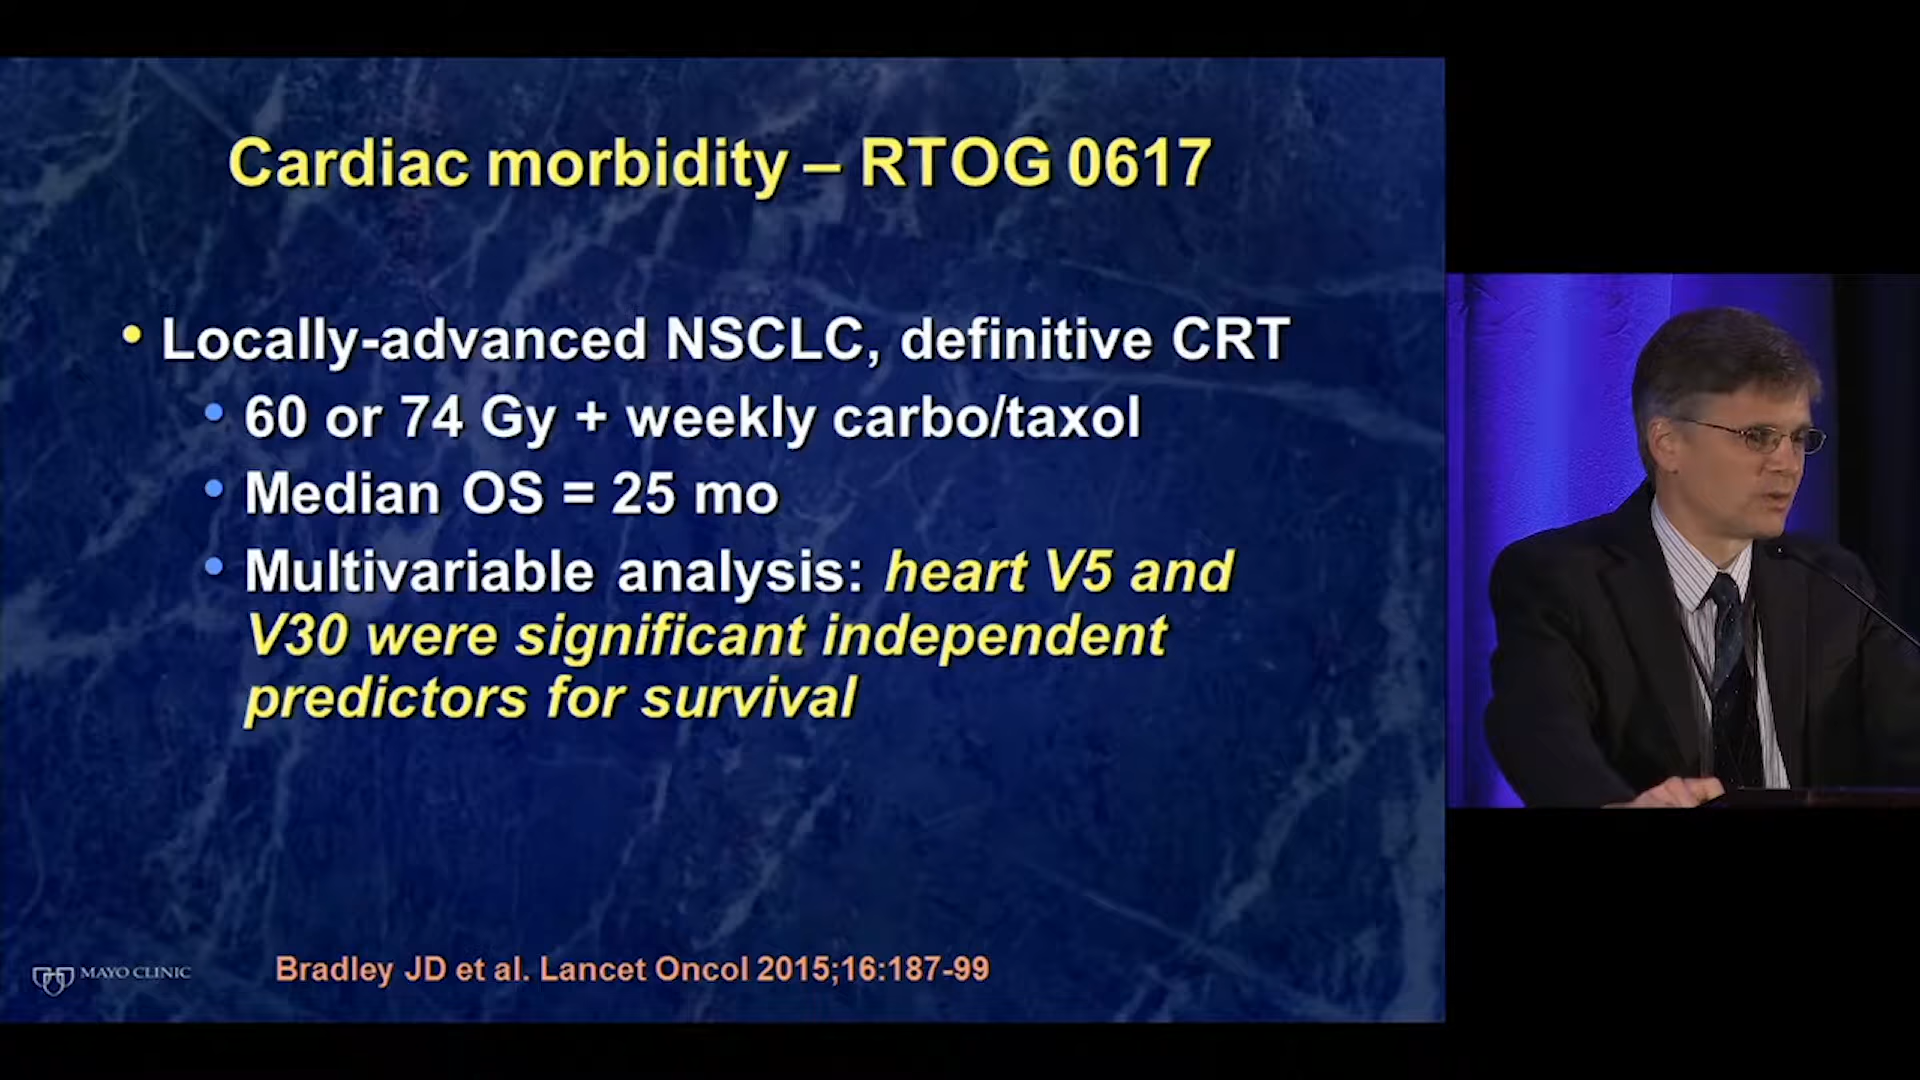 Cardiac morbidity – RTOG 0617
• Locally-advanced NSCLC, definitive CRT
• 60 or 74 Gy + weekly carbo/taxol
• Median OS = 25 mo
• Multivariable analysis: heart V5 and
V30 were significant independent
predictors for survival
MAYO CLINIC
Bradley JD et al. Lancet Oncol 2015;16:187-99